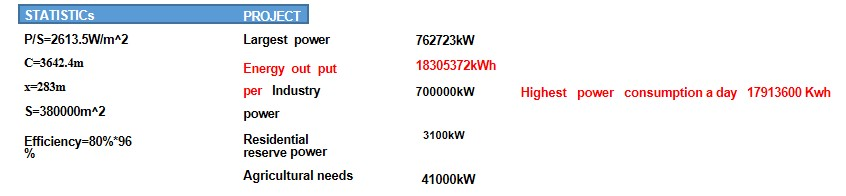 STATISTICs PROJECT
P/S=2613.5W/m^2 Largest power 762723kW
C=3642.4m Energy out put 18305372kWh
x=283m per Industry 700000kW Highest power consumption a day 17913600 Kwh
S=380000m^2 power
Efficiency=80%*96 Residential 3100kW
% reserve power
Agricultural needs 41000kW